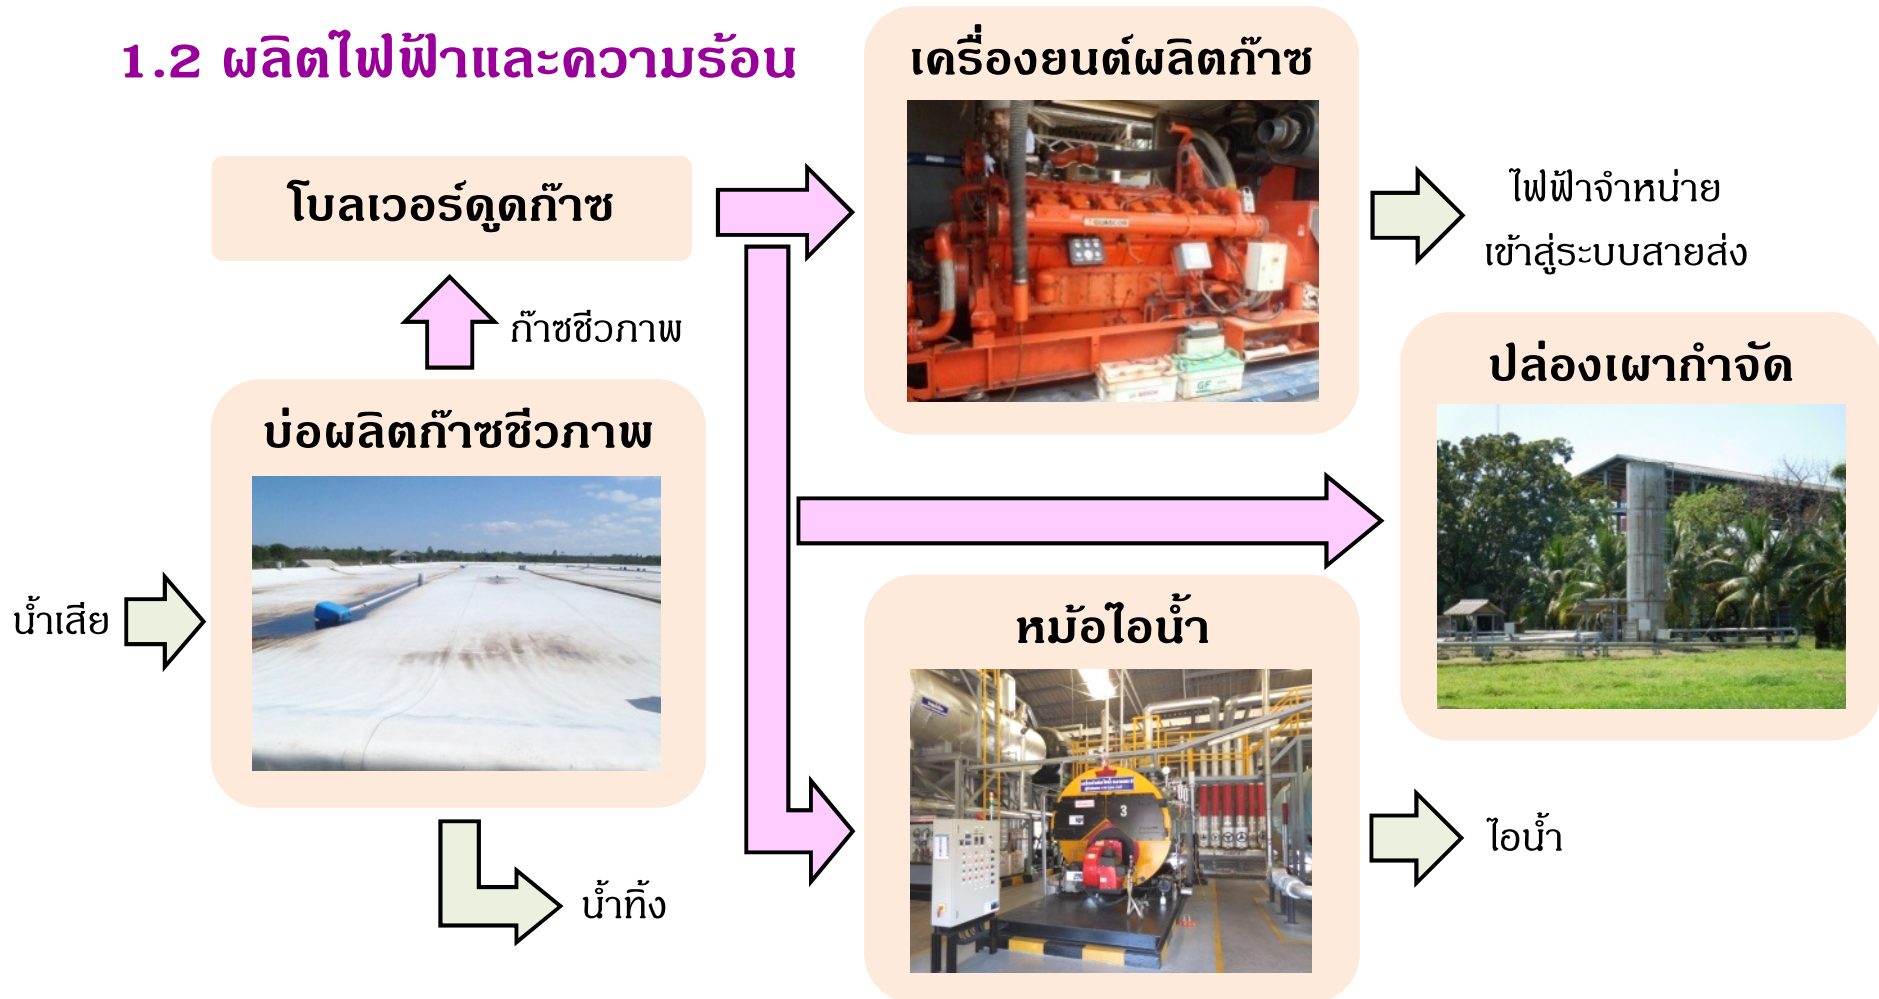 1.2 ผลิตไฟฟ้าและความร้อน
เครื่องยนต์ผลิตก๊าซ
โบลเวอร์ดูดก๊าซ
ไฟฟ้าจำหน่าย
เข้าสู่ระบบสายส่ง
ก๊าซชีวภาพ
ปล่องเผากำจัด
บ่อผลิตก๊าซชีวภาพ
น้ำเสีย
หม้อไอน้ำ
ไอน้ำ
น้ำทิ้ง
GUASCOR
GF
3